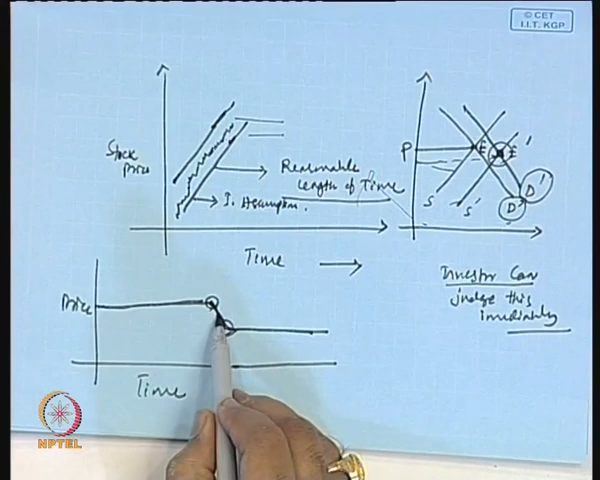 © CET
I.I.T. KGP
Stock
Price
Reasonable
length of Time
I. Assumption.
Time
P
E
E'
S
S'
D
D'
Investor Can
judge this
immediately
Price
Time
NPTEL